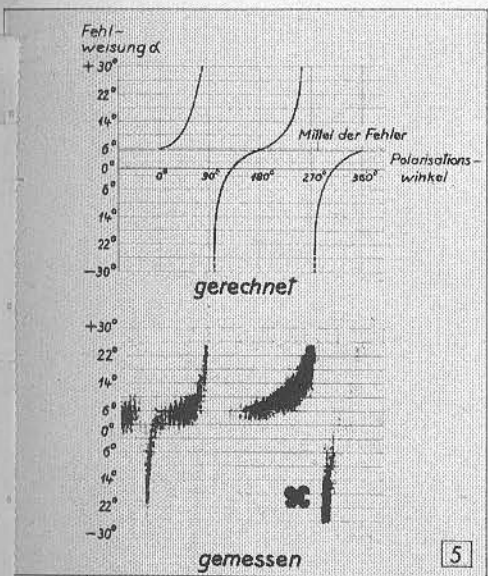 Fehl-
weisung α
+30°
22°
14°
6°
0°
6°
14°
22°
−30°
Mittel der Fehler
Polarisations-
winkel
0° 90° 180° 270° 360°
gerechnet
+30°
22°
14°
6°
0°
6°
14°
22°
−30°
gemessen
5